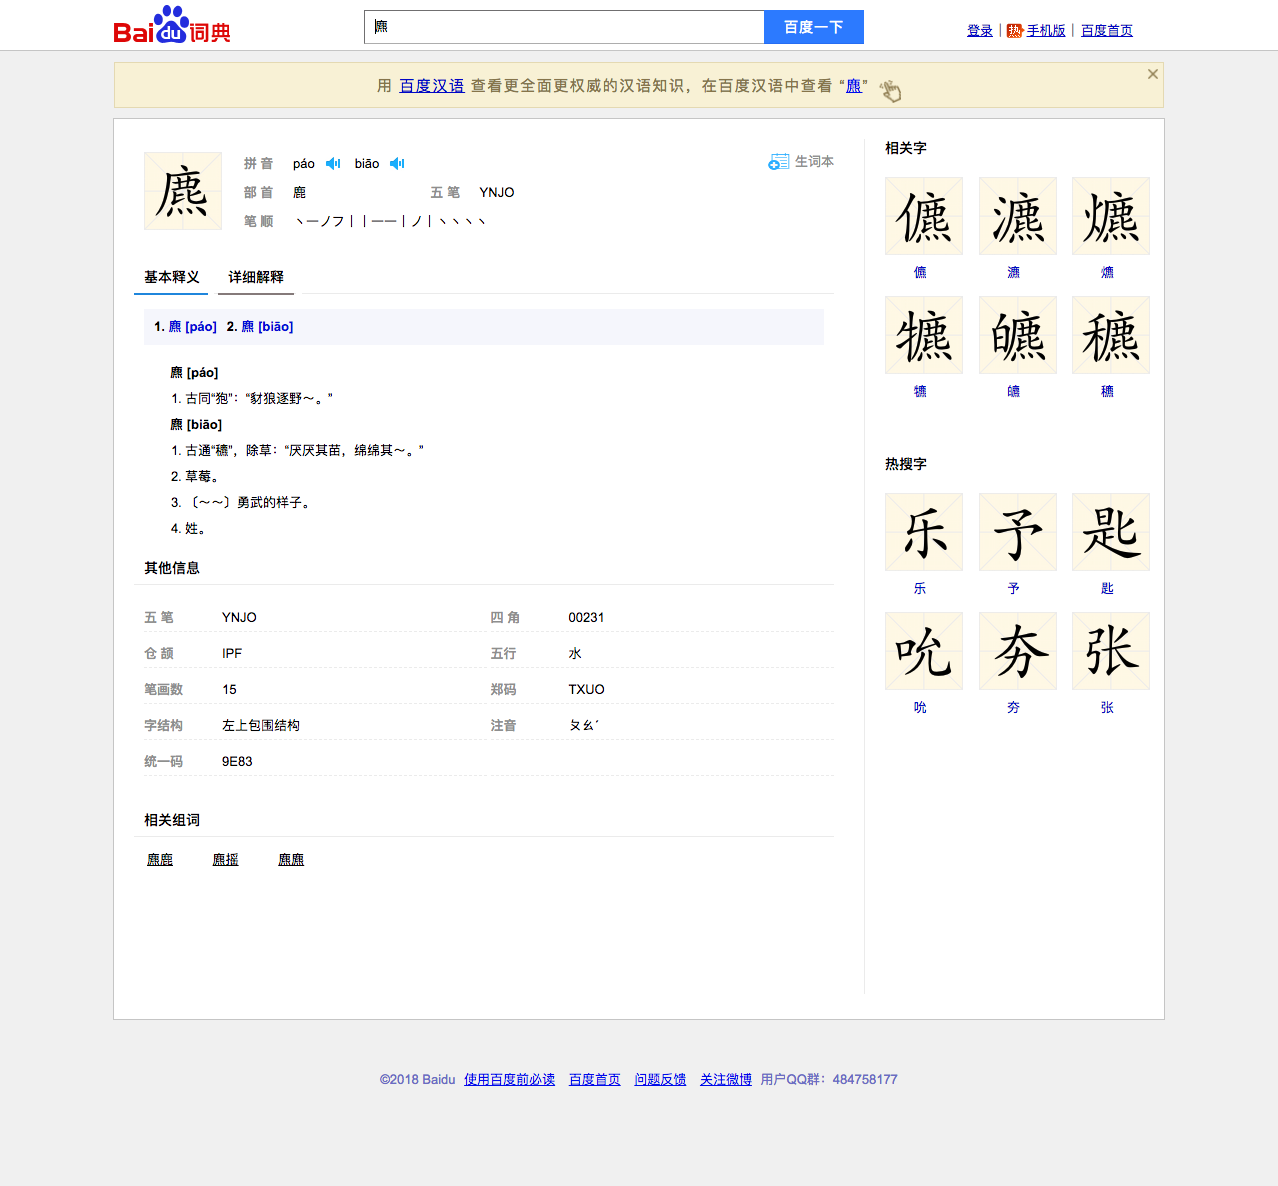 Baidu词典
麃
百度一下
登录 | 热 手机版 | 百度首页
用 百度汉语 查看更全面更权威的汉语知识，在百度汉语中查看 “麃”
麃
拼 音 páo biāo
生词本
部 首 鹿 五 笔 YNJO
笔 顺 丶一ノフ丨丨一一丨ノ丨丶丶丶丶
基本释义 详细解释
1. 麃 [páo] 2. 麃 [biāo]
麃 [páo]
1. 古同“狍”：“豺狼逐野～。”
麃 [biāo]
1. 古通“穮”，除草：“厌厌其苗，绵绵其～。”
2. 草莓。
3. 〔～～〕勇武的样子。
4. 姓。
其他信息
五 笔 YNJO 四 角 00231
仓 颉 IPF 五行 水
笔画数 15 郑码 TXUO
字结构 左上包围结构 注音 ㄆㄠˊ
统一码 9E83
相关组词
麃鹿 麃摇 麃麃
相关字
儦 瀌 爊
儦 瀌 爊
犥 皫 穮
犥 皫 穮
热搜字
乐 予 匙
乐 予 匙
吮 夯 张
吮 夯 张
©2018 Baidu 使用百度前必读 百度首页 问题反馈 关注微博 用户QQ群：484758177